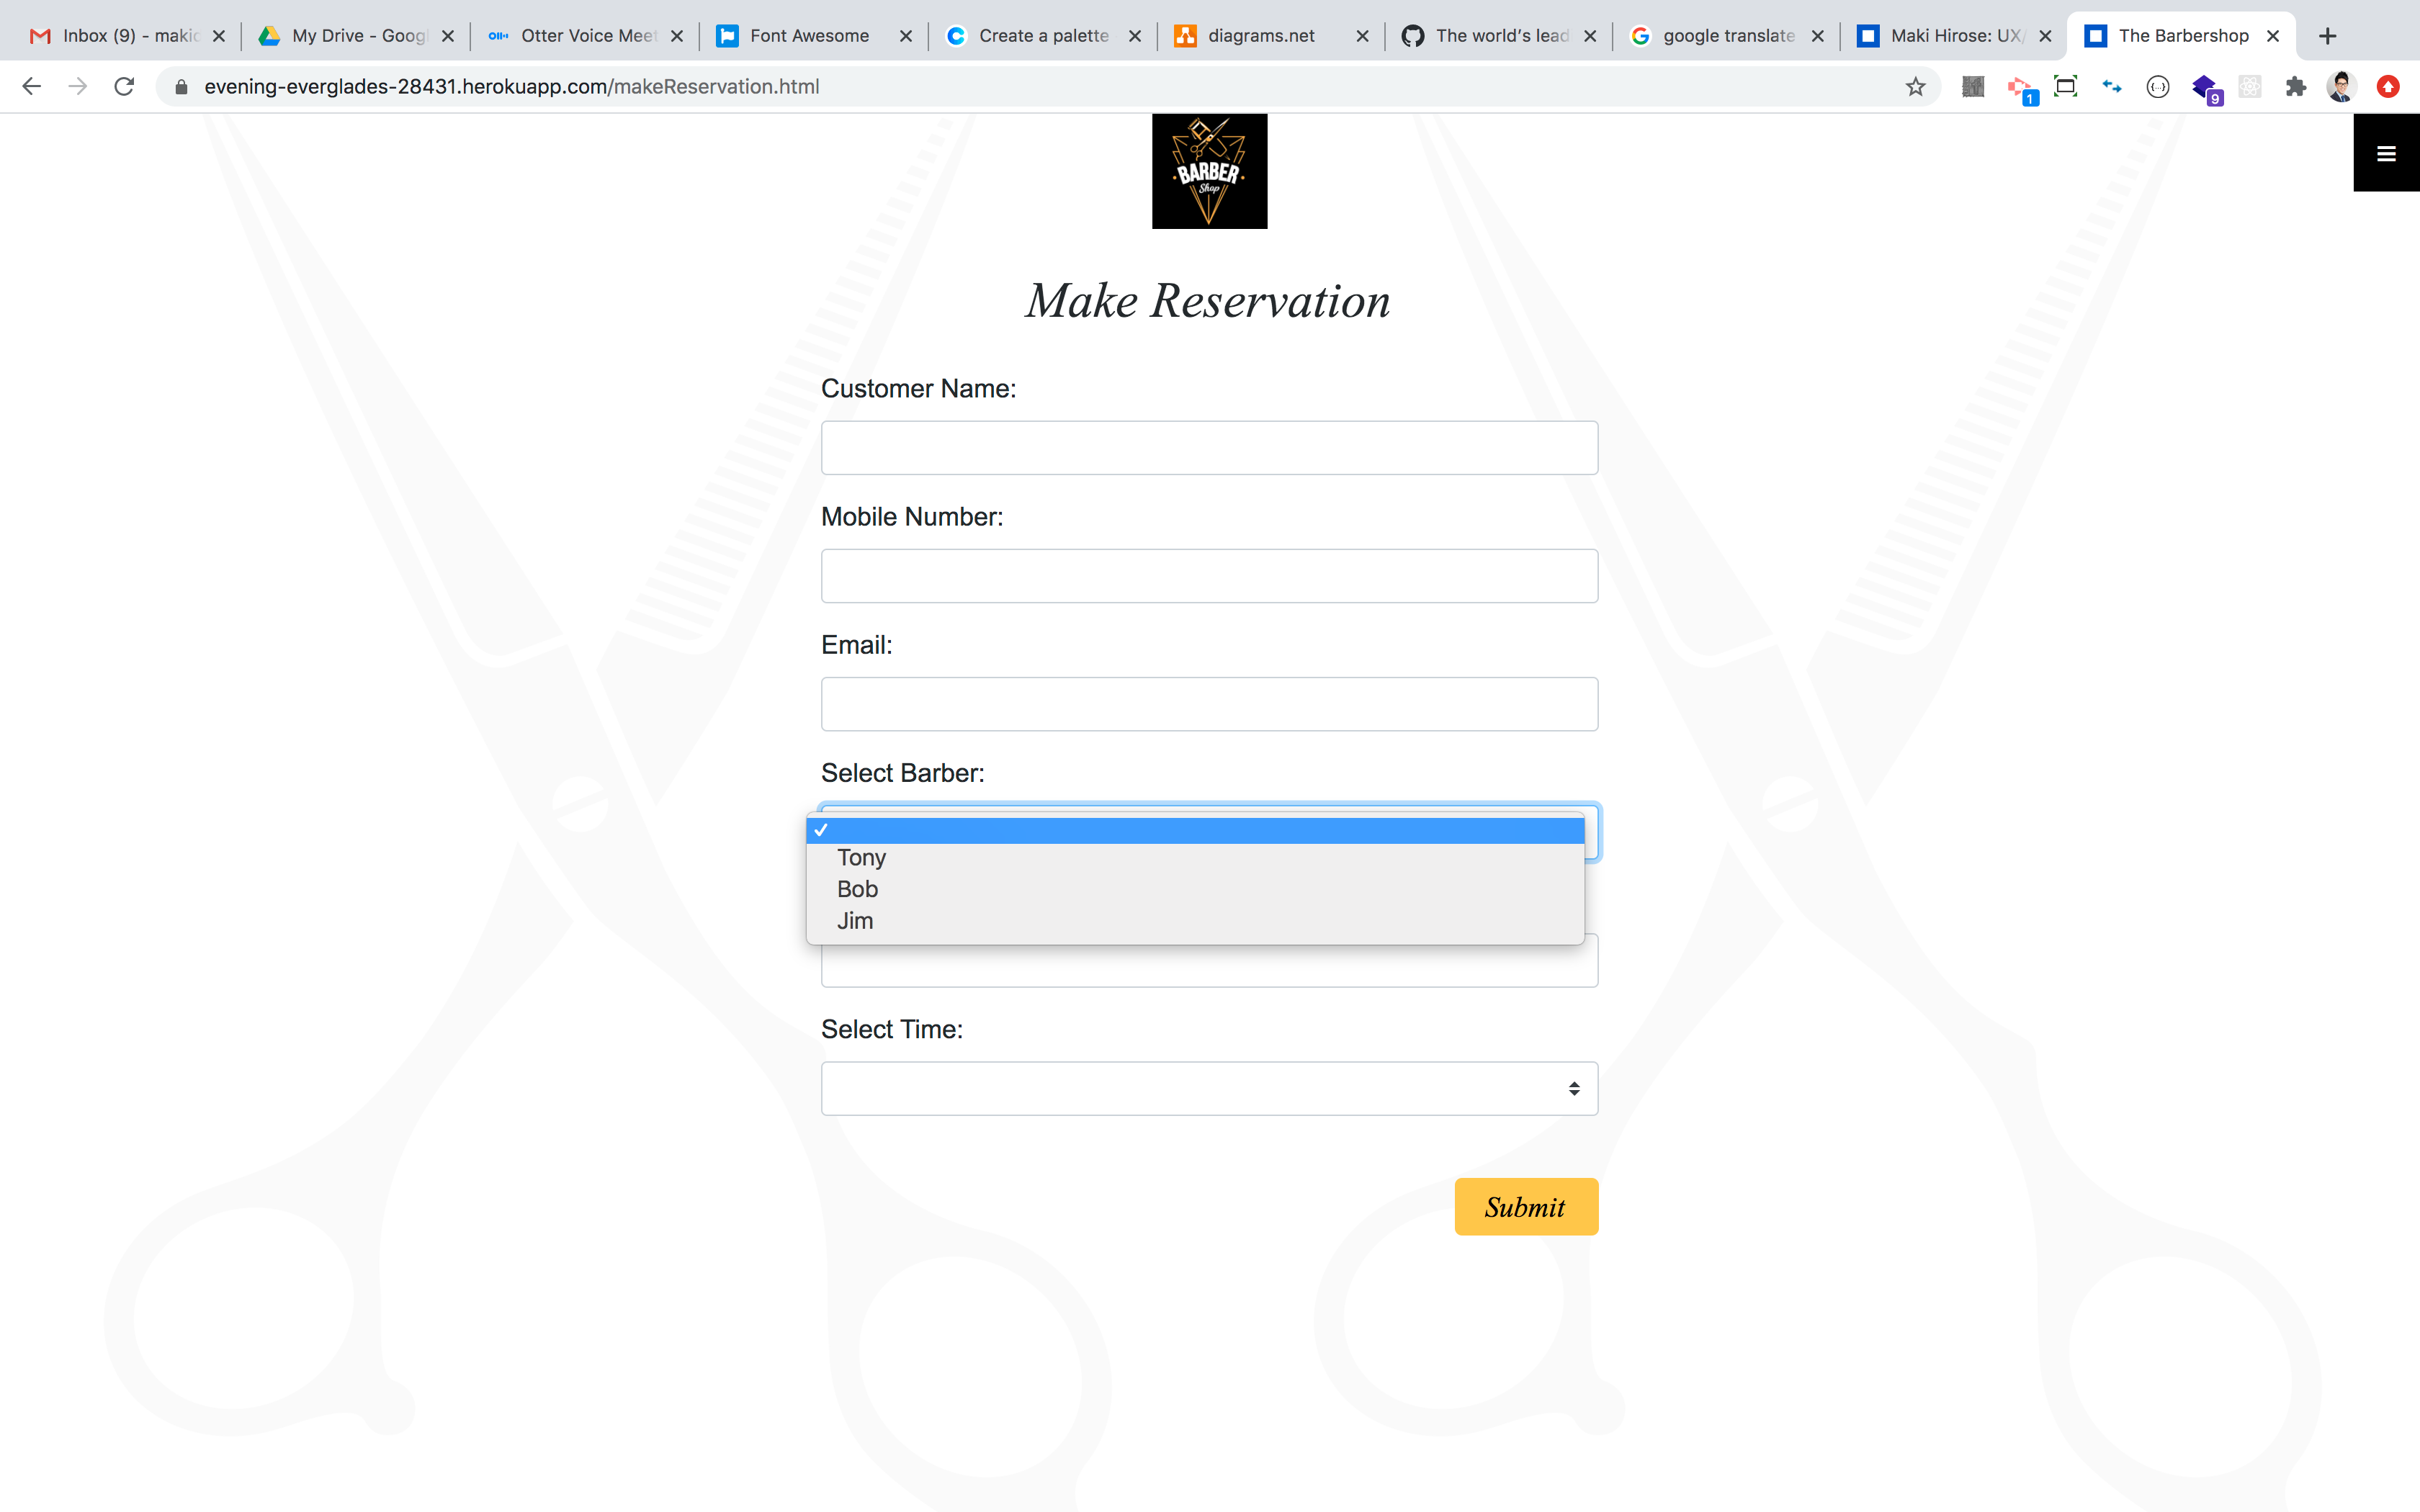 Inbox (9) - makic
My Drive - Googl
Otter Voice Meet
Font Awesome
Create a palette
diagrams.net
The world's lead
google translate
Maki Hirose: UX/
The Barbershop
evening-everglades-28431.herokuapp.com/makeReservation.html
1
9
BARBER
Shop
Make Reservation
Customer Name:
Mobile Number:
Email:
Select Barber:
Tony
Bob
Jim
Select Time:
Submit